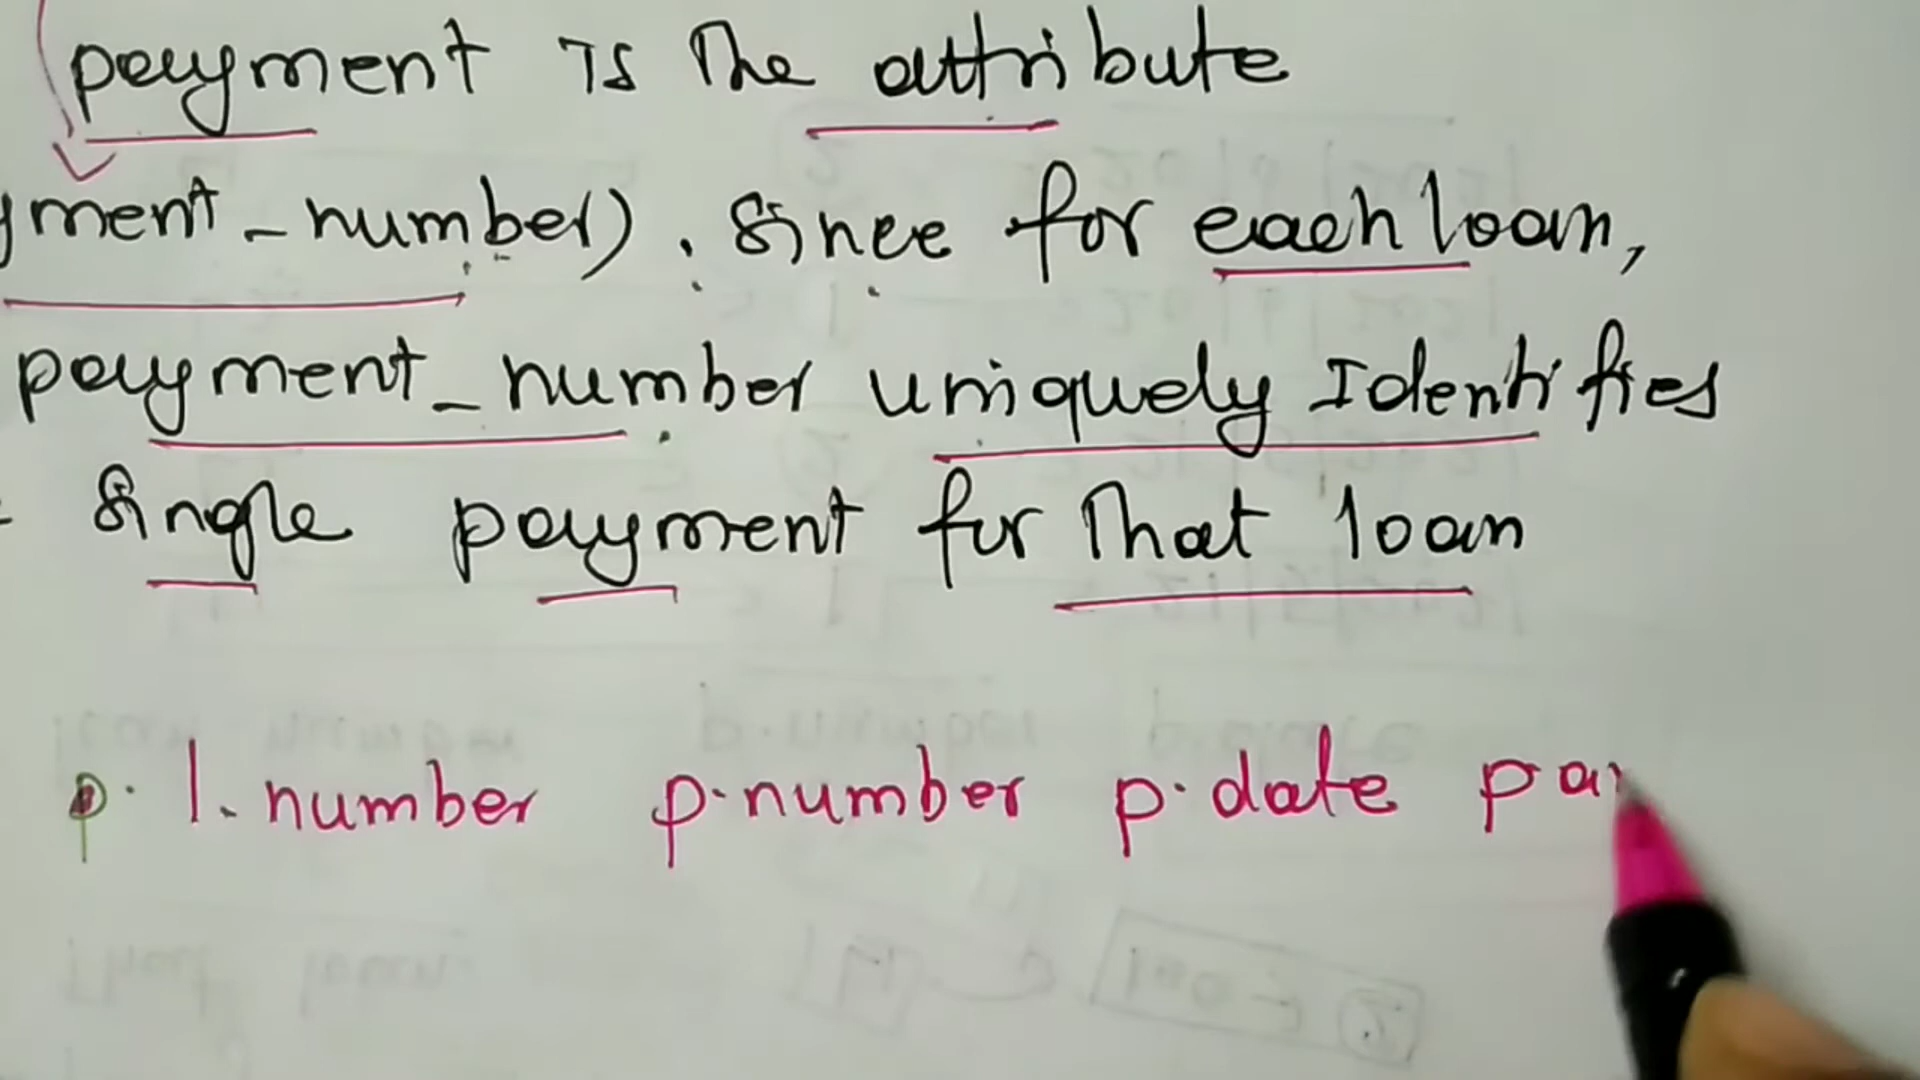 payment is the attribute
yment_number). Since for each loan,
payment_number uniquely Identifies
single payment for that loan
p. l.number p.number p.date pa